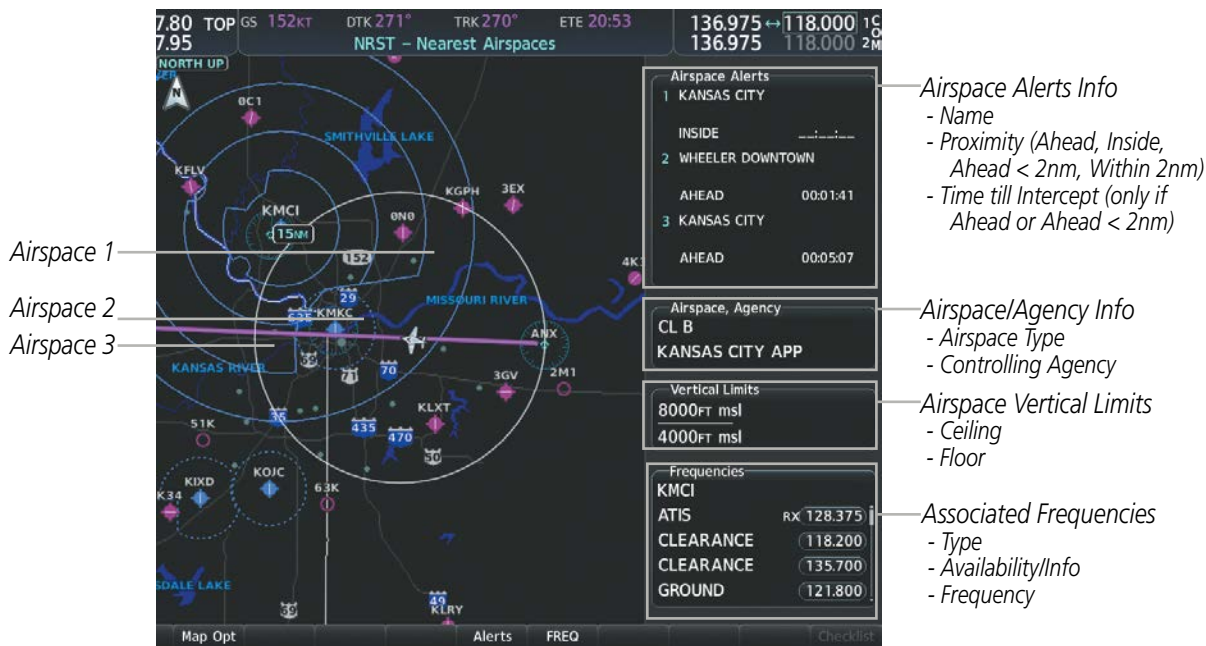 7.80 TOP GS 152KT DTK 271° TRK 270° ETE 20:53 136.975 ↔ 118.000 1 COM
7.95 NRST – Nearest Airspaces 136.975 118.000 2
NORTH UP
N
0C1
SMITHVILLE LAKE
KFLV
KGPH
3EX
KMCI
0N0
15NM
152
4K
29
MISSOURI RIVER
635
KMKC
ANX
69
71
70
KANSAS RIVER
3GV
2M1
35
KLXT
51K
435
470
50
KIXD
KOJC
K34
63K
SDALE LAKE
69
49
KLRY
Airspace 1
Airspace 2
Airspace 3
Airspace Alerts
1 KANSAS CITY
INSIDE __:__:__
2 WHEELER DOWNTOWN
AHEAD 00:01:41
3 KANSAS CITY
AHEAD 00:05:07
Airspace, Agency
CL B
KANSAS CITY APP
Vertical Limits
8000FT msl
4000FT msl
Frequencies
KMCI
ATIS RX 128.375
CLEARANCE 118.200
CLEARANCE 135.700
GROUND 121.800
Map Opt Alerts FREQ Checklist
Airspace Alerts Info
- Name
- Proximity (Ahead, Inside,
Ahead < 2nm, Within 2nm)
- Time till Intercept (only if
Ahead or Ahead < 2nm)
Airspace/Agency Info
- Airspace Type
- Controlling Agency
Airspace Vertical Limits
- Ceiling
- Floor
Associated Frequencies
- Type
- Availability/Info
- Frequency